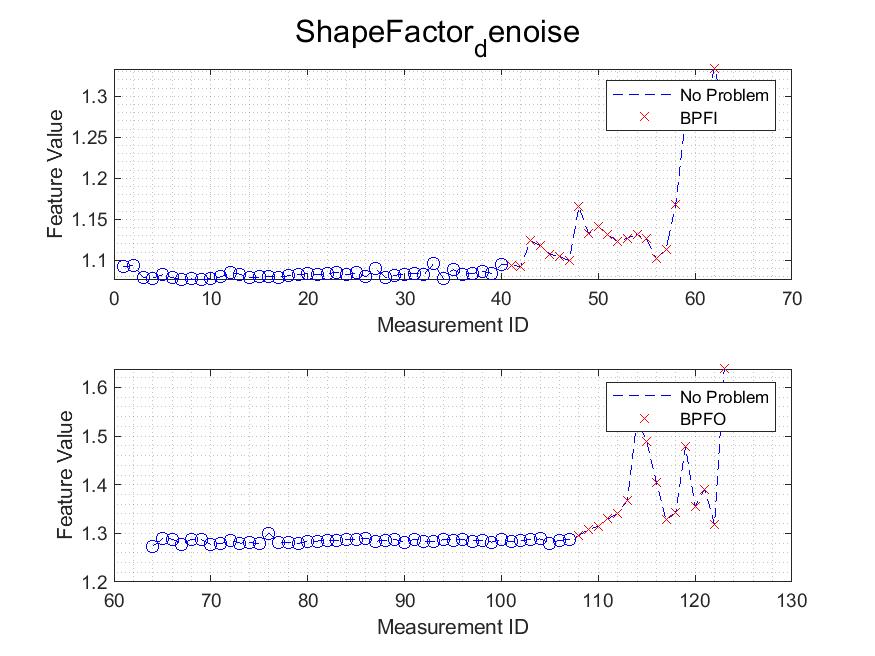 ShapeFactor_denoise
1.3
1.25
1.2
1.15
1.1
Feature Value
No Problem
BPFI
0 10 20 30 40 50 60 70
Measurement ID
1.6
1.5
1.4
1.3
1.2
Feature Value
No Problem
BPFO
60 70 80 90 100 110 120 130
Measurement ID